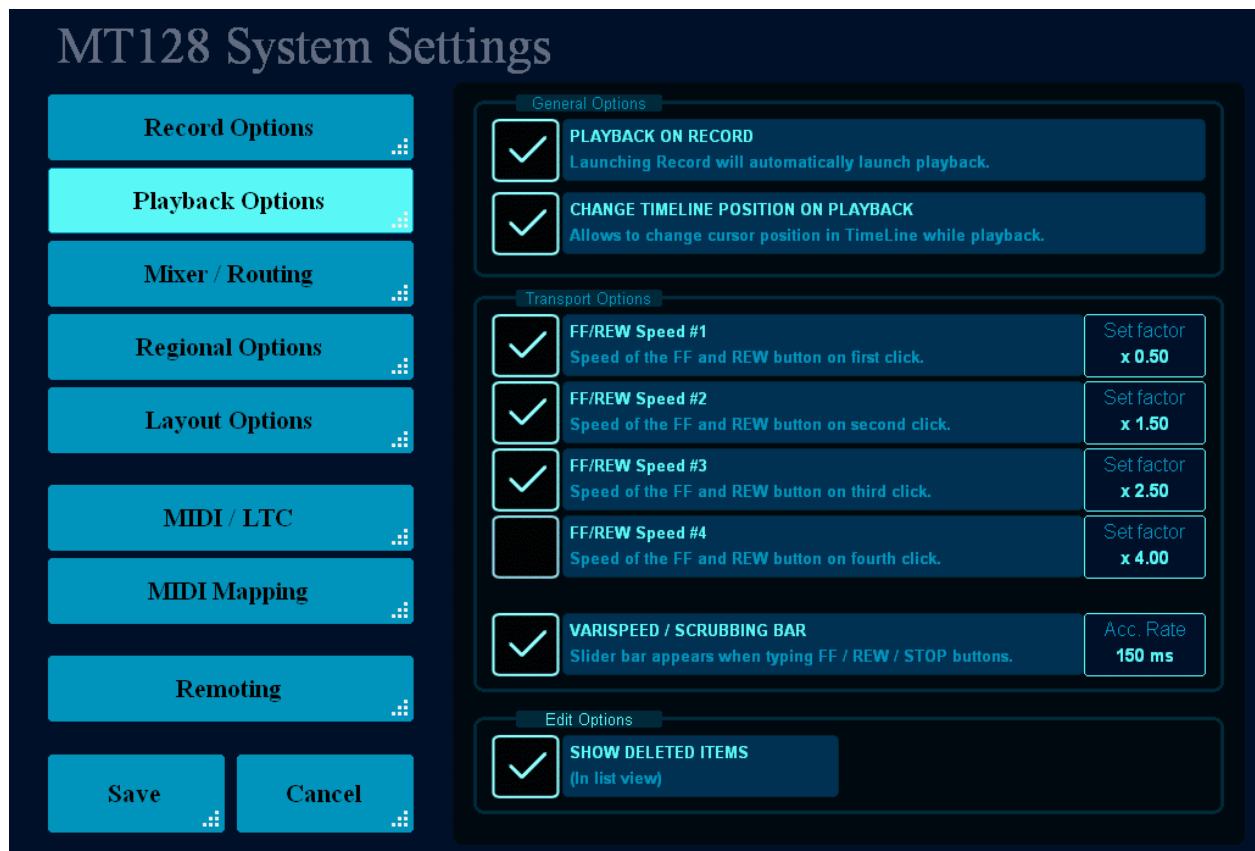 MT128 System Settings
Record Options
Playback Options
Mixer / Routing
Regional Options
Layout Options
MIDI / LTC
MIDI Mapping
Remoting
Save
Cancel
General Options
PLAYBACK ON RECORD
Launching Record will automatically launch playback.
CHANGE TIMELINE POSITION ON PLAYBACK
Allows to change cursor position in TimeLine while playback.
Transport Options
FF/REW Speed #1
Speed of the FF and REW button on first click.
Set factor
x 0.50
FF/REW Speed #2
Speed of the FF and REW button on second click.
Set factor
x 1.50
FF/REW Speed #3
Speed of the FF and REW button on third click.
Set factor
x 2.50
FF/REW Speed #4
Speed of the FF and REW button on fourth click.
Set factor
x 4.00
VARISPEED / SCRUBBING BAR
Slider bar appears when typing FF / REW / STOP buttons.
Acc. Rate
150 ms
Edit Options
SHOW DELETED ITEMS
(In list view)